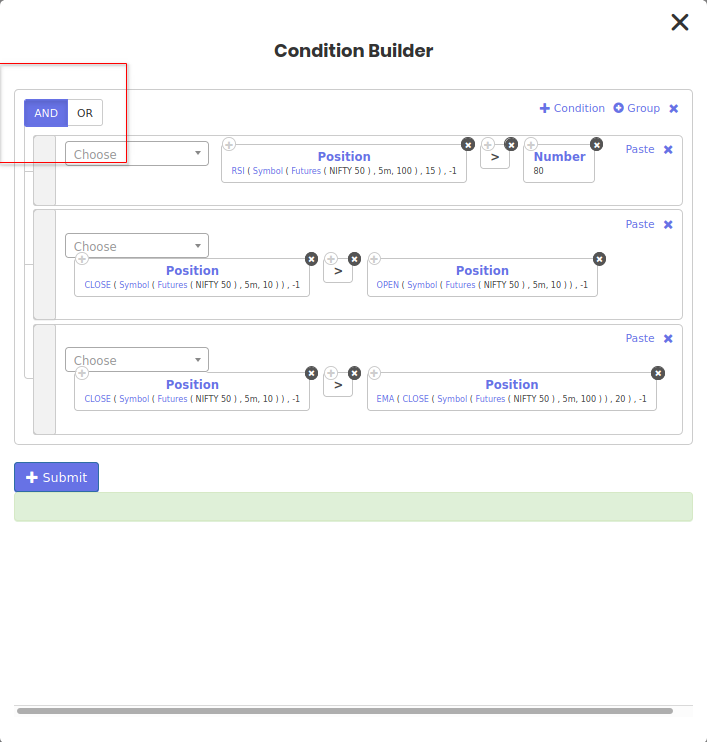 Condition Builder
AND OR
Condition Group
Choose
Position
RSI ( Symbol ( Futures ( NIFTY 50 ) , 5m, 100 ) , 15 ) , -1
>
Number
80
Paste
Paste
Choose
Position
CLOSE ( Symbol ( Futures ( NIFTY 50 ) , 5m, 10 ) ) , -1
>
Position
OPEN ( Symbol ( Futures ( NIFTY 50 ) , 5m, 10 ) ) , -1
Paste
Choose
Position
CLOSE ( Symbol ( Futures ( NIFTY 50 ) , 5m, 10 ) ) , -1
>
Position
EMA ( CLOSE ( Symbol ( Futures ( NIFTY 50 ) , 5m, 100 ) ) , 20 ) , -1
Submit